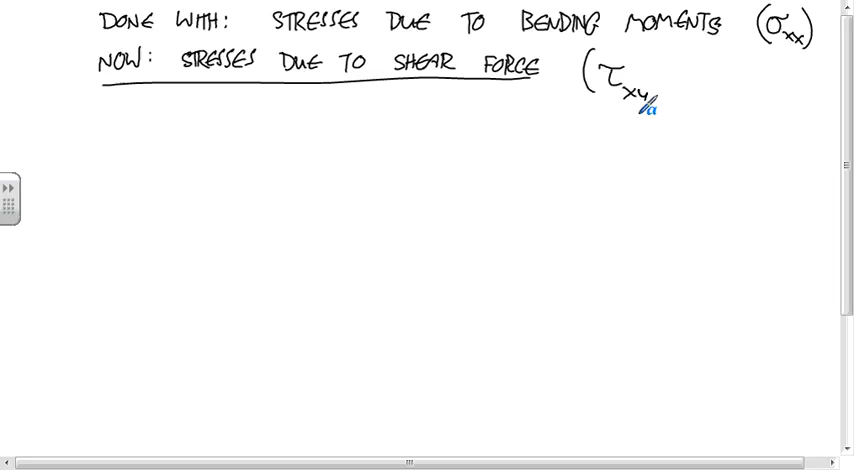 DONE WITH: STRESSES DUE TO BENDING MOMENTS (σxx)
NOW: STRESSES DUE TO SHEAR FORCE (τxy